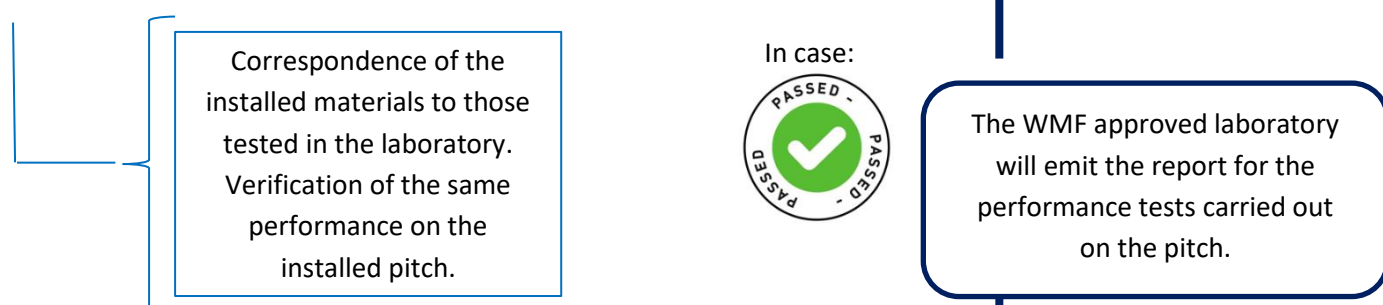 Correspondence of the
installed materials to those
tested in the laboratory.
Verification of the same
performance on the
installed pitch.
In case:
PASSED - PASSED - PASSED -
The WMF approved laboratory
will emit the report for the
performance tests carried out
on the pitch.